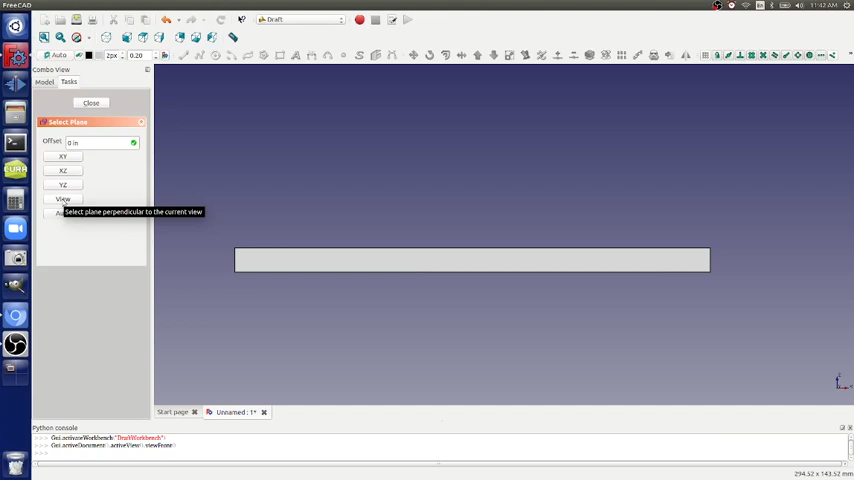 FreeCAD
En
11:42 AM
Draft
Auto
2px
0.20
Combo View
Model
Tasks
Close
Select Plane
Offset
0 in
XY
XZ
YZ
View
Select plane perpendicular to the current view
CURA
Start page
Unnamed : 1*
Python console
>>> Gui.activateWorkbench("DraftWorkbench")
>>> Gui.activeDocument().activeView().viewFront()
>>>
294.52 x 143.52 mm